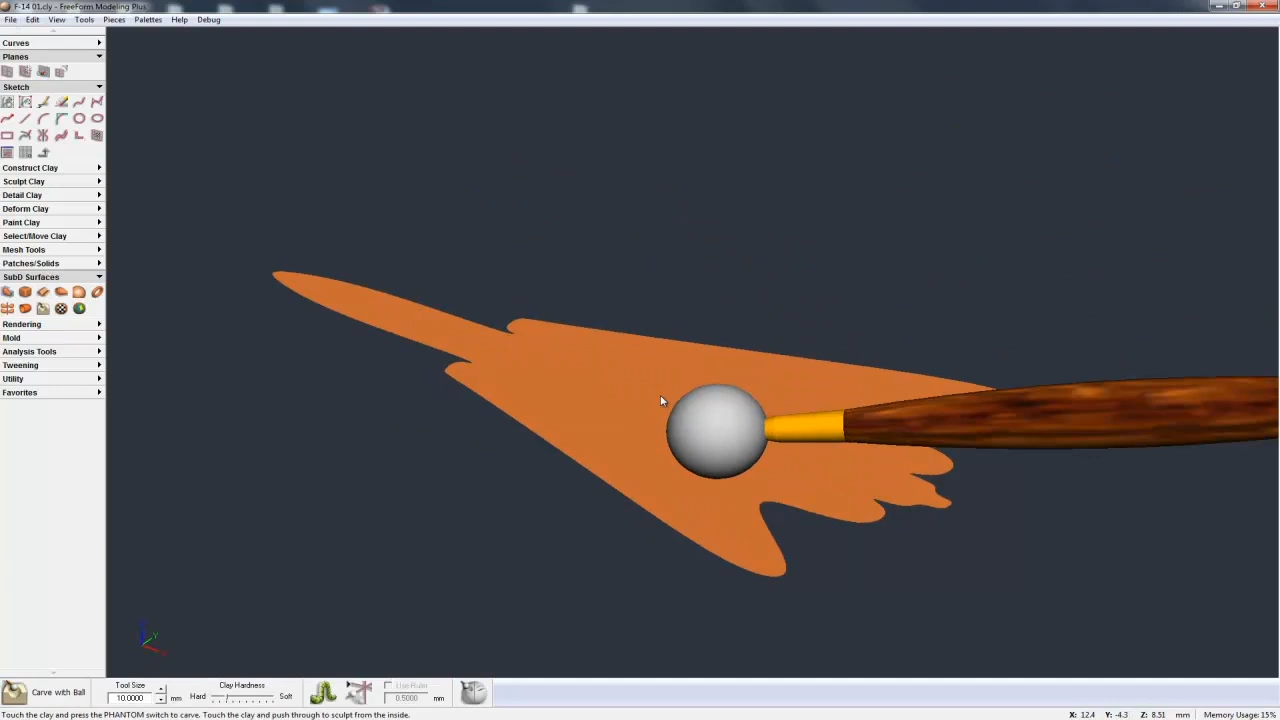 F-14 01.cly - FreeForm Modeling Plus
File Edit View Tools Pieces Palettes Help Debug
Curves
Planes
Sketch
Construct Clay
Sculpt Clay
Detail Clay
Deform Clay
Paint Clay
Select/Move Clay
Mesh Tools
Patches/Solids
SubD Surfaces
Rendering
Mold
Analysis Tools
Tweening
Utility
Favorites
Y
Carve with Ball
Tool Size
10.0000 mm
Clay Hardness
Hard Soft
Use Ruler
0.5000 mm
Touch the clay and press the PHANTOM switch to carve. Touch the clay and push through to sculpt from the inside.
X: 12.4 Y: -4.3 Z: 8.51 mm Memory Usage: 15%